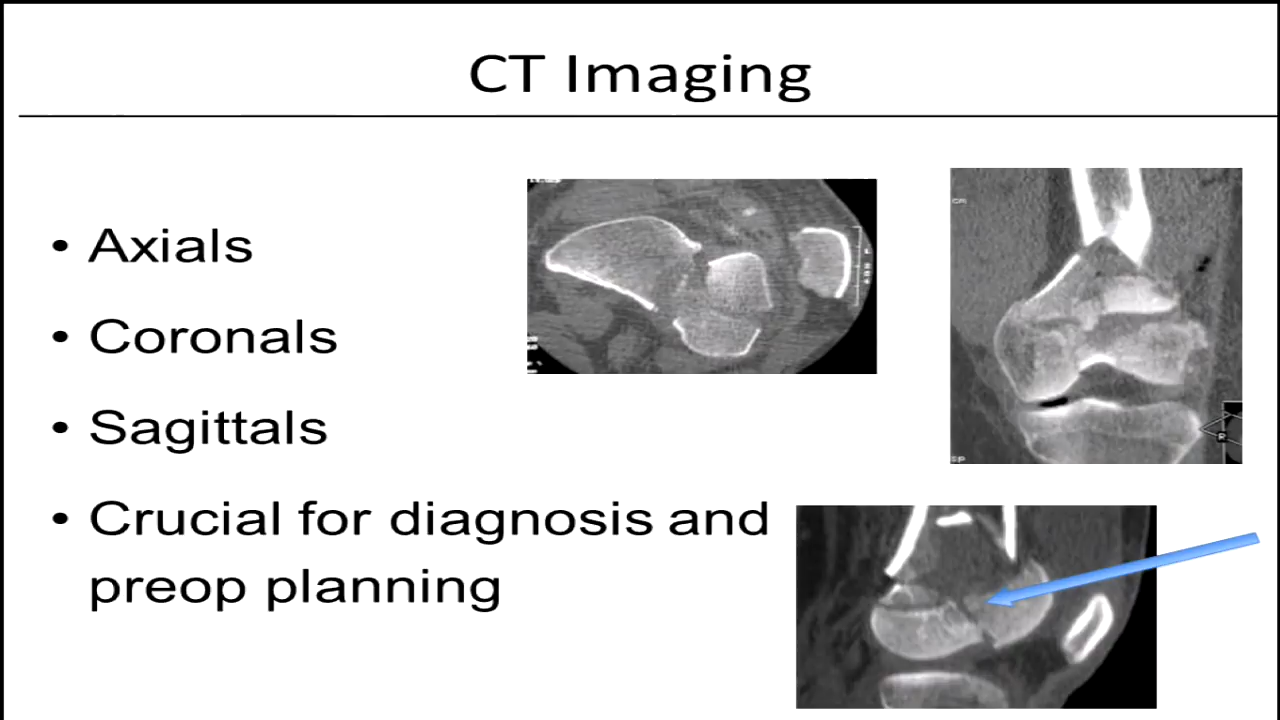 CT Imaging
• Axials
• Coronals
• Sagittals
• Crucial for diagnosis and
preop planning
R